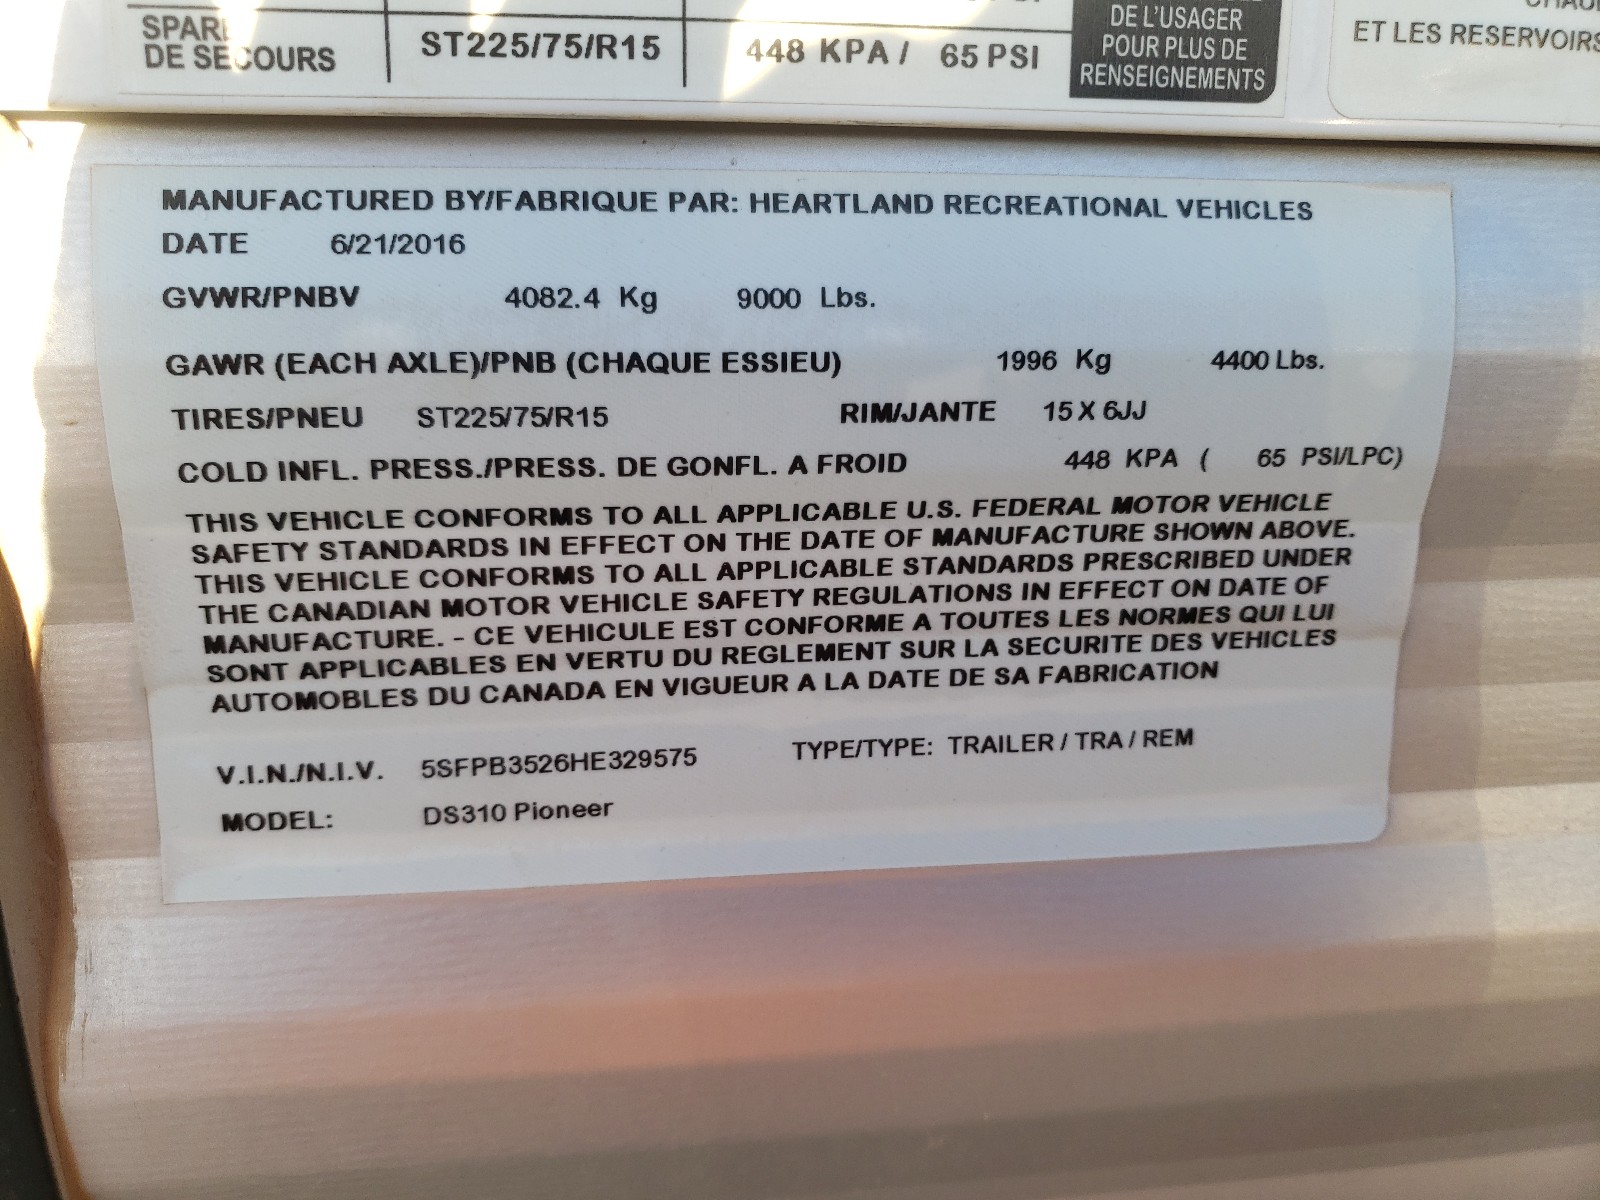 SPARE
DE SECOURS
ST225/75/R15
448 KPA / 65 PSI
DE L'USAGER
POUR PLUS DE
RENSEIGNEMENTS
ET LES RESERVOIRS
MANUFACTURED BY/FABRIQUE PAR: HEARTLAND RECREATIONAL VEHICLES
DATE 6/21/2016
GVWR/PNBV 4082.4 Kg 9000 Lbs.
GAWR (EACH AXLE)/PNB (CHAQUE ESSIEU) 1996 Kg 4400 Lbs.
TIRES/PNEU ST225/75/R15 RIM/JANTE 15 X 6JJ
COLD INFL. PRESS./PRESS. DE GONFL. A FROID 448 KPA ( 65 PSI/LPC)
THIS VEHICLE CONFORMS TO ALL APPLICABLE U.S. FEDERAL MOTOR VEHICLE
SAFETY STANDARDS IN EFFECT ON THE DATE OF MANUFACTURE SHOWN ABOVE.
THIS VEHICLE CONFORMS TO ALL APPLICABLE STANDARDS PRESCRIBED UNDER
THE CANADIAN MOTOR VEHICLE SAFETY REGULATIONS IN EFFECT ON DATE OF
MANUFACTURE. - CE VEHICULE EST CONFORME A TOUTES LES NORMES QUI LUI
SONT APPLICABLES EN VERTU DU REGLEMENT SUR LA SECURITE DES VEHICLES
AUTOMOBLES DU CANADA EN VIGUEUR A LA DATE DE SA FABRICATION
V.I.N./N.I.V. 5SFPB3526HE329575 TYPE/TYPE: TRAILER / TRA / REM
MODEL: DS310 Pioneer